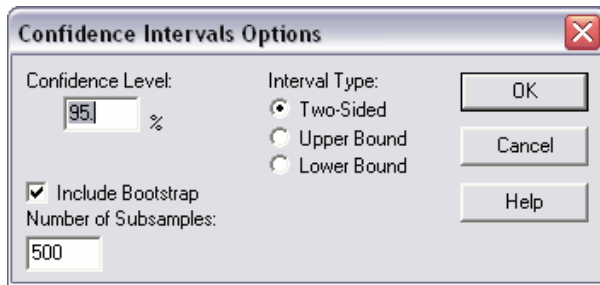 Confidence Intervals Options
Confidence Level:
95.
%
Include Bootstrap
Number of Subsamples:
500
Interval Type:
Two-Sided
Upper Bound
Lower Bound
OK
Cancel
Help